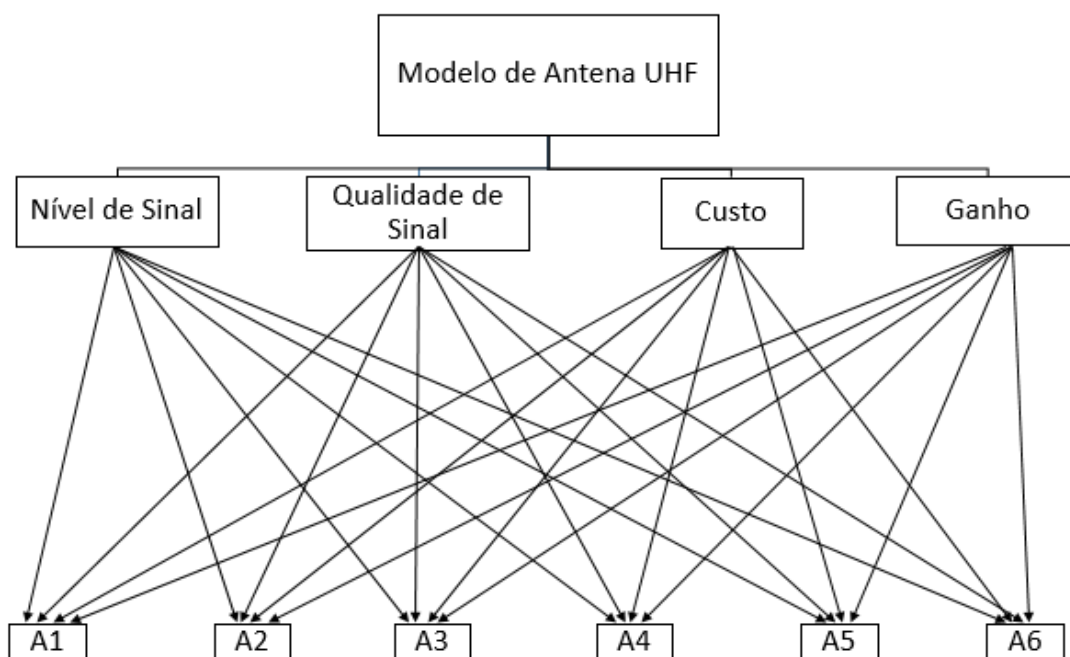 Modelo de Antena UHF
Nível de Sinal
Qualidade de
Sinal
Custo
Ganho
A1
A2
A3
A4
A5
A6